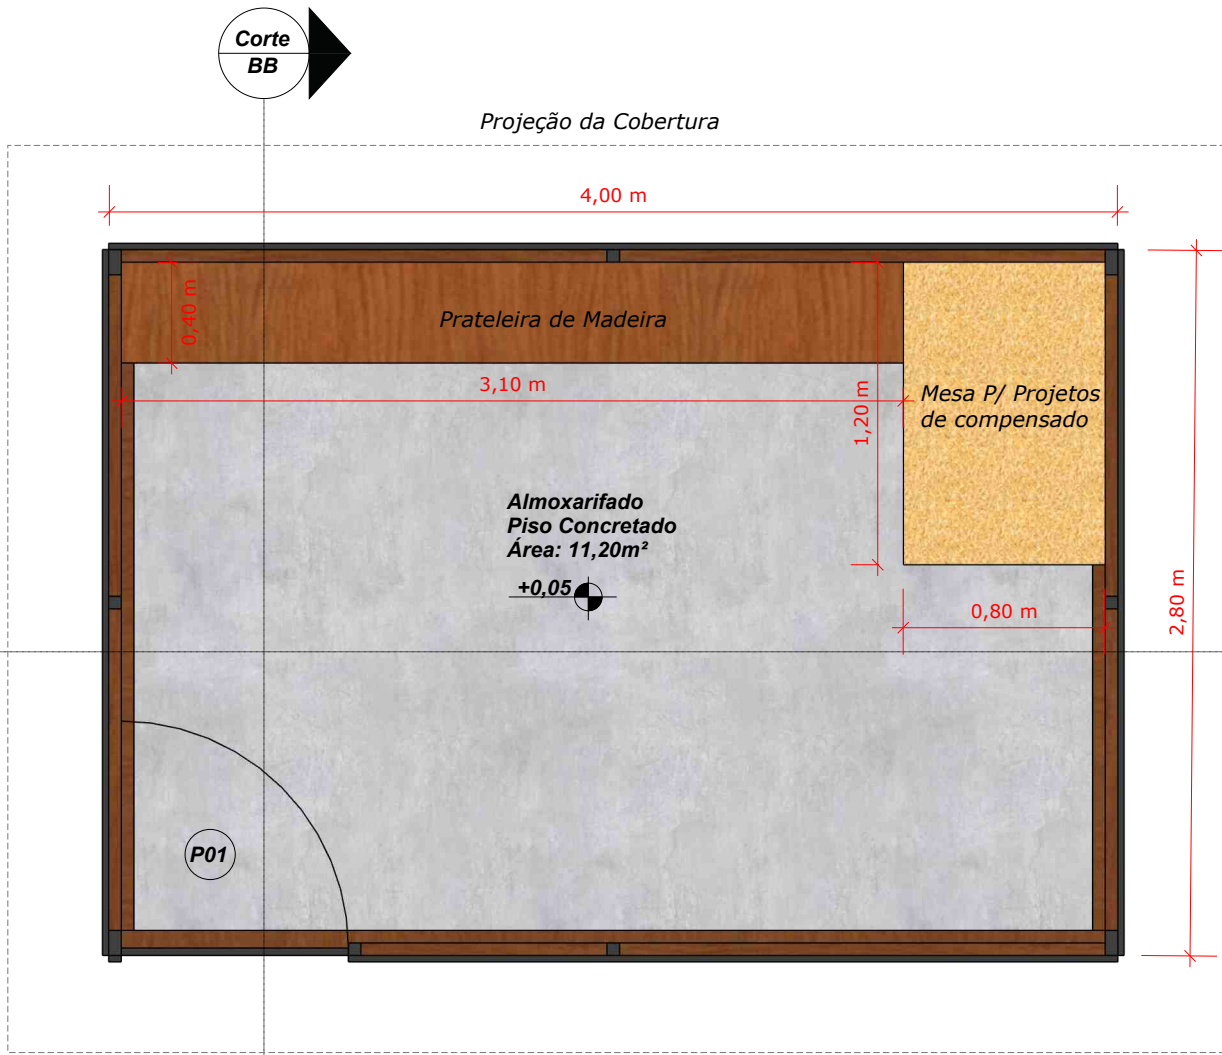 Corte
BB
Projeção da Cobertura
4,00 m
0,40 m
Prateleira de Madeira
3,10 m
1,20 m
Mesa P/ Projetos
de compensado
Almoxarifado
Piso Concretado
Área: 11,20m²
+0,05
0,80 m
2,80 m
P01